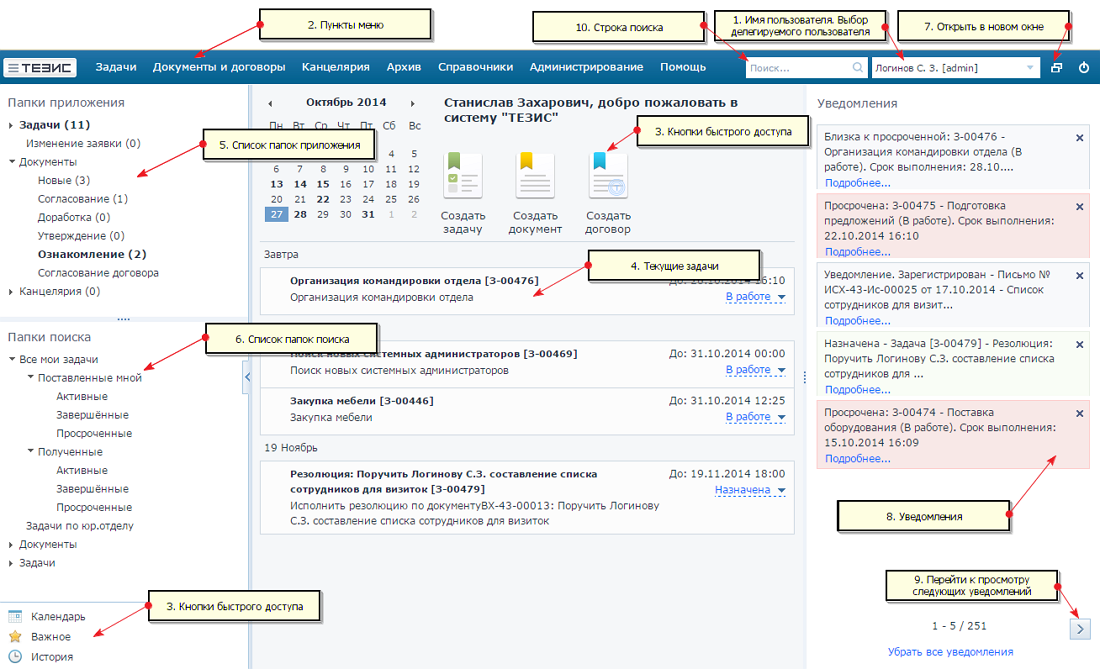 2. Пункты меню
10. Строка поиска
1. Имя пользователя. Выбор
делегируемого пользователя
7. Открыть в новом окне
ТЕЗИС
Задачи Документы и договоры Канцелярия Архив Справочники Администрирование Помощь
Поиск...
Логинов С. З. [admin]
Папки приложения
Задачи (11)
Изменение заявки (0)
Документы
Новые (3)
Согласование (1)
Доработка (0)
Утверждение (0)
Ознакомление (2)
Согласование договора
Канцелярия (0)
5. Список папок приложения
Папки поиска
Все мои задачи
Поставленные мной
Активные
Завершённые
Просроченные
Полученные
Активные
Завершённые
Просроченные
Задачи по юр.отделу
Документы
Задачи
6. Список папок поиска
Календарь
Важное
История
3. Кнопки быстрого доступа
Октябрь 2014
Пн Вт Ср Чт Пт Сб Вс
4 5
6 7 8 9 10 11 12
13 14 15 16 17 18 19
20 21 22 23 24 25 26
27 28 29 30 31 1 2
Станислав Захарович, добро пожаловать в
систему "ТЕЗИС"
3. Кнопки быстрого доступа
Создать
задачу
Создать
документ
Создать
договор
Завтра
4. Текущие задачи
Организация командировки отдела [З-00476]
До: 28.10.2014 16:10
Организация командировки отдела
В работе
Поиск новых системных администраторов [З-00469]
До: 31.10.2014 00:00
Поиск новых системных администраторов
В работе
Закупка мебели [З-00446]
До: 31.10.2014 12:25
Закупка мебели
В работе
19 Ноябрь
Резолюция: Поручить Логинову С.З. составление списка
сотрудников для визиток [З-00479]
До: 19.11.2014 18:00
Назначена
Исполнить резолюцию по документуВХ-43-00013: Поручить Логинову
С.З. составление списка сотрудников для визиток
Уведомления
Близка к просроченной: З-00476 -
Организация командировки отдела (В
работе). Срок выполнения: 28.10....
Подробнее...
Просрочена: З-00475 - Подготовка
предложений (В работе). Срок выполнения:
22.10.2014 16:10
Подробнее...
Уведомление. Зарегистрирован - Письмо №
ИСХ-43-Ис-00025 от 17.10.2014 - Список
сотрудников для визит...
Подробнее...
Назначена - Задача [З-00479] - Резолюция:
Поручить Логинову С.З. составление списка
сотрудников для ...
Подробнее...
Просрочена: З-00474 - Поставка
оборудования (В работе). Срок выполнения:
15.10.2014 16:09
Подробнее...
8. Уведомления
9. Перейти к просмотру
следующих уведомлений
1 - 5 / 251
Убрать все уведомления